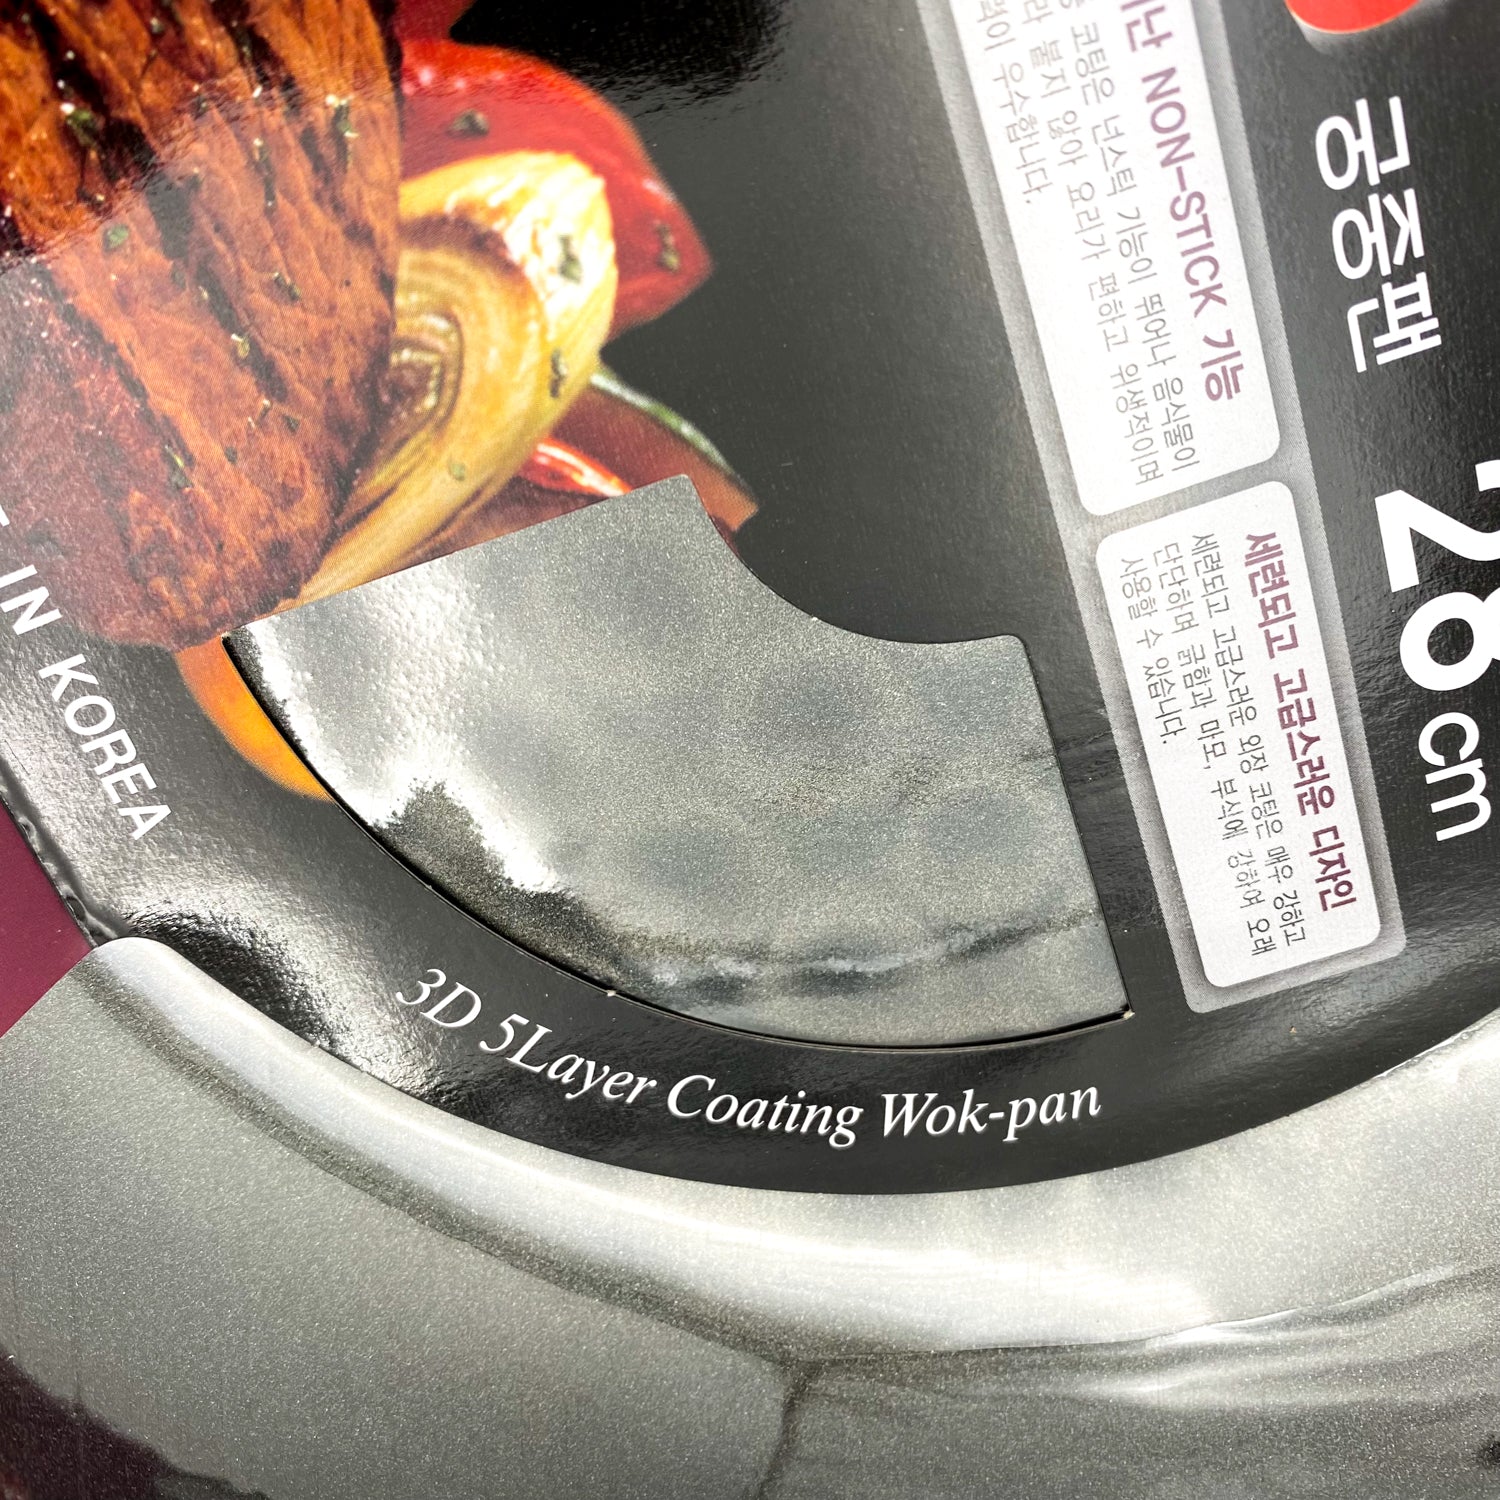 난 NON-STICK 기능
코팅은 넌스틱 기능이 뛰어나 음식물이
붙지 않아 요리가 편하고 위생적이며
우수합니다.
세련되고 고급스러운 디자인
세련되고 고급스러운 외장 코팅은 매우 강하고
단단하며 긁힘과 마모, 부식에 강하여 오래
사용할 수 있습니다.
궁중팬
28cm
IN KOREA
3D 5Layer Coating Wok-pan